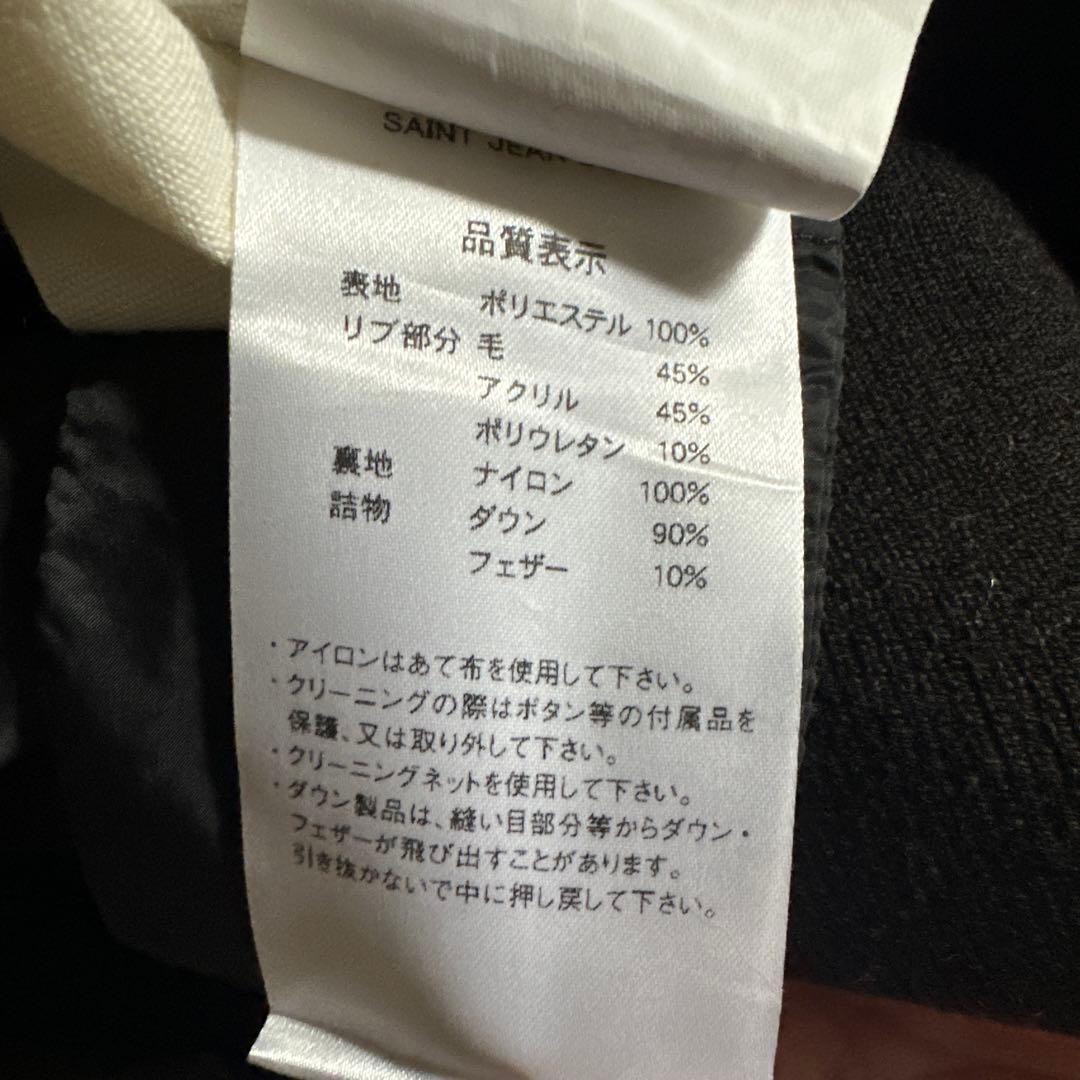 SAINT JEAN
品質表示
表地 ポリエステル 100%
リブ部分 毛 45%
アクリル 45%
ポリウレタン 10%
裏地 ナイロン 100%
詰物 ダウン 90%
フェザー 10%
・アイロンはあて布を使用して下さい。
・クリーニングの際はボタン等の付属品を
保護、又は取り外して下さい。
・クリーニングネットを使用して下さい。
・ダウン製品は、縫い目部分等からダウン・
フェザーが飛び出すことがあります。
引き抜かないで中に押し戻して下さい。